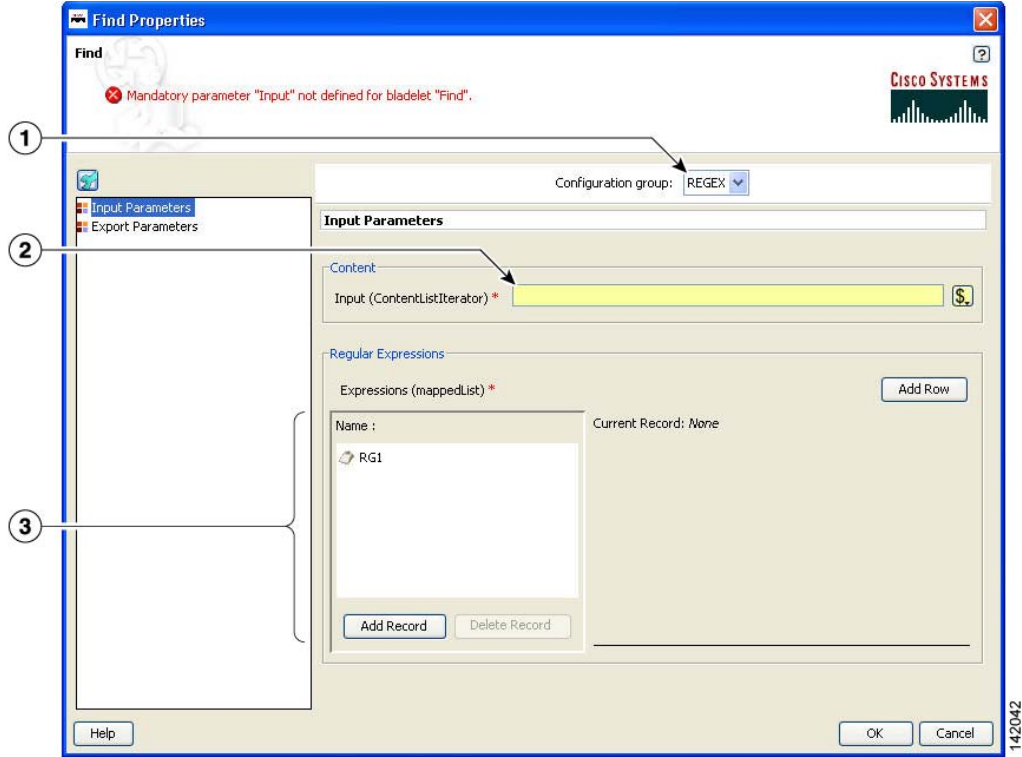 Find Properties
Find
?
Mandatory parameter "Input" not defined for bladelet "Find".
CISCO SYSTEMS
1
Configuration group: REGEX
Input Parameters
Export Parameters
Input Parameters
2
Content
Input (ContentListIterator) *
$
Regular Expressions
Expressions (mappedList) *
Add Row
Name :
Current Record: None
RG1
3
Add Record
Delete Record
Help
OK
Cancel
142042